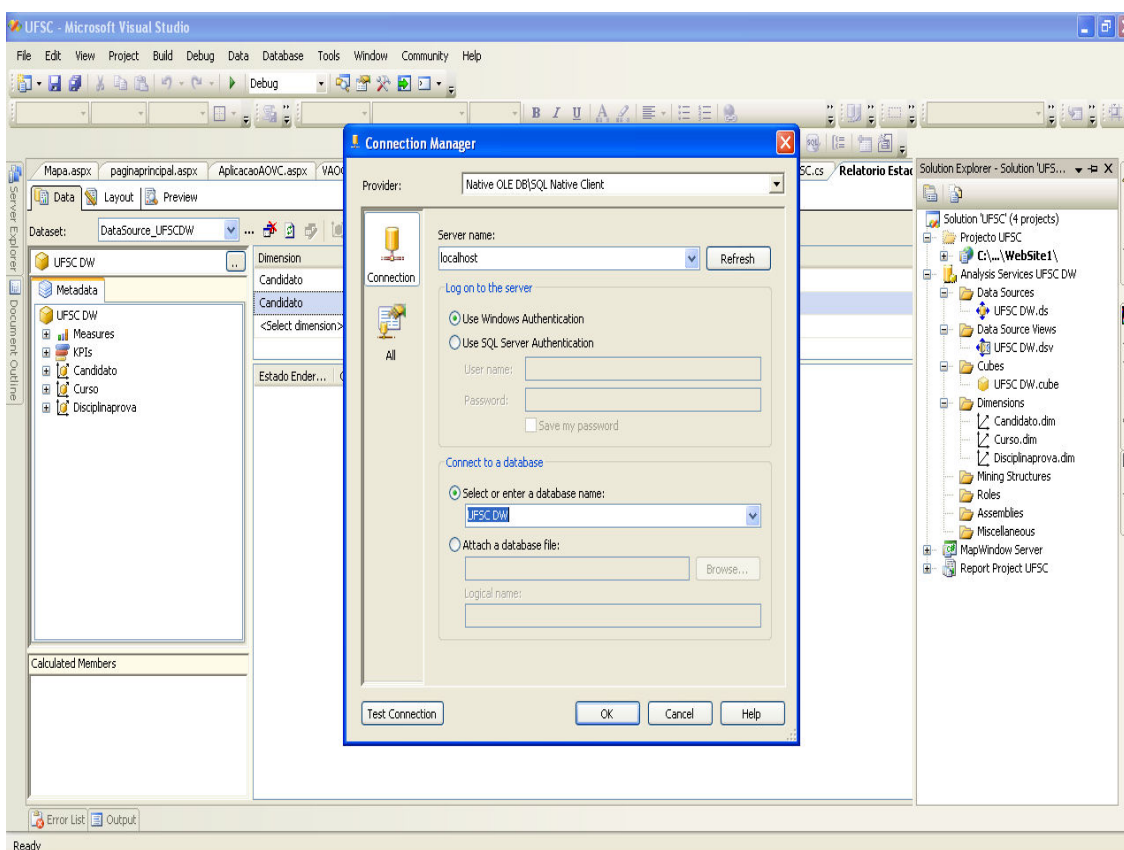 UFSC - Microsoft Visual Studio
File Edit View Project Build Debug Data Database Tools Window Community Help
Debug
B I U A
Mapa.aspx paginaprincipal.aspx AplicacaoAOVC.aspx SC.cs Relatorio Estac
Server Explorer
Document Outline
Data Layout Preview
Dataset: DataSource_UFSCDW ...
UFSC DW ...
Metadata
UFSC DW
Measures
KPIs
Candidato
Curso
Disciplinaprova
Calculated Members
Dimension
Candidato
Candidato
<Select dimension>
Estado Ender...
Connection Manager
Provider: Native OLE DB\SQL Native Client
Connection
All
Server name:
localhost Refresh
Log on to the server
Use Windows Authentication
Use SQL Server Authentication
User name:
Password:
Save my password
Connect to a database
Select or enter a database name:
UFSC DW
Attach a database file:
Browse...
Logical name:
Test Connection OK Cancel Help
Solution Explorer - Solution 'UFS...
Solution 'UFSC' (4 projects)
Projecto UFSC
C:\...\WebSite1\
Analysis Services UFSC DW
Data Sources
UFSC DW.ds
Data Source Views
UFSC DW.dsv
Cubes
UFSC DW.cube
Dimensions
Candidato.dim
Curso.dim
Disciplinaprova.dim
Mining Structures
Roles
Assemblies
Miscellaneous
MapWindow Server
Report Project UFSC
Error List Output
Ready